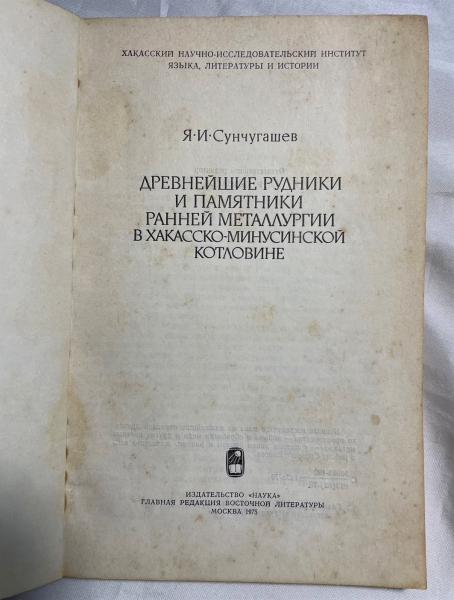 ХАКАССКИЙ НАУЧНО-ИССЛЕДОВАТЕЛЬСКИЙ ИНСТИТУТ
ЯЗЫКА, ЛИТЕРАТУРЫ И ИСТОРИИ
Я·И·Сунчугашев
ДРЕВНЕЙШИЕ РУДНИКИ
И ПАМЯТНИКИ
РАННЕЙ МЕТАЛЛУРГИИ
В ХАКАССКО-МИНУСИНСКОЙ
КОТЛОВИНЕ
ИЗДАТЕЛЬСТВО «НАУКА»
ГЛАВНАЯ РЕДАКЦИЯ ВОСТОЧНОЙ ЛИТЕРАТУРЫ
МОСКВА 1975